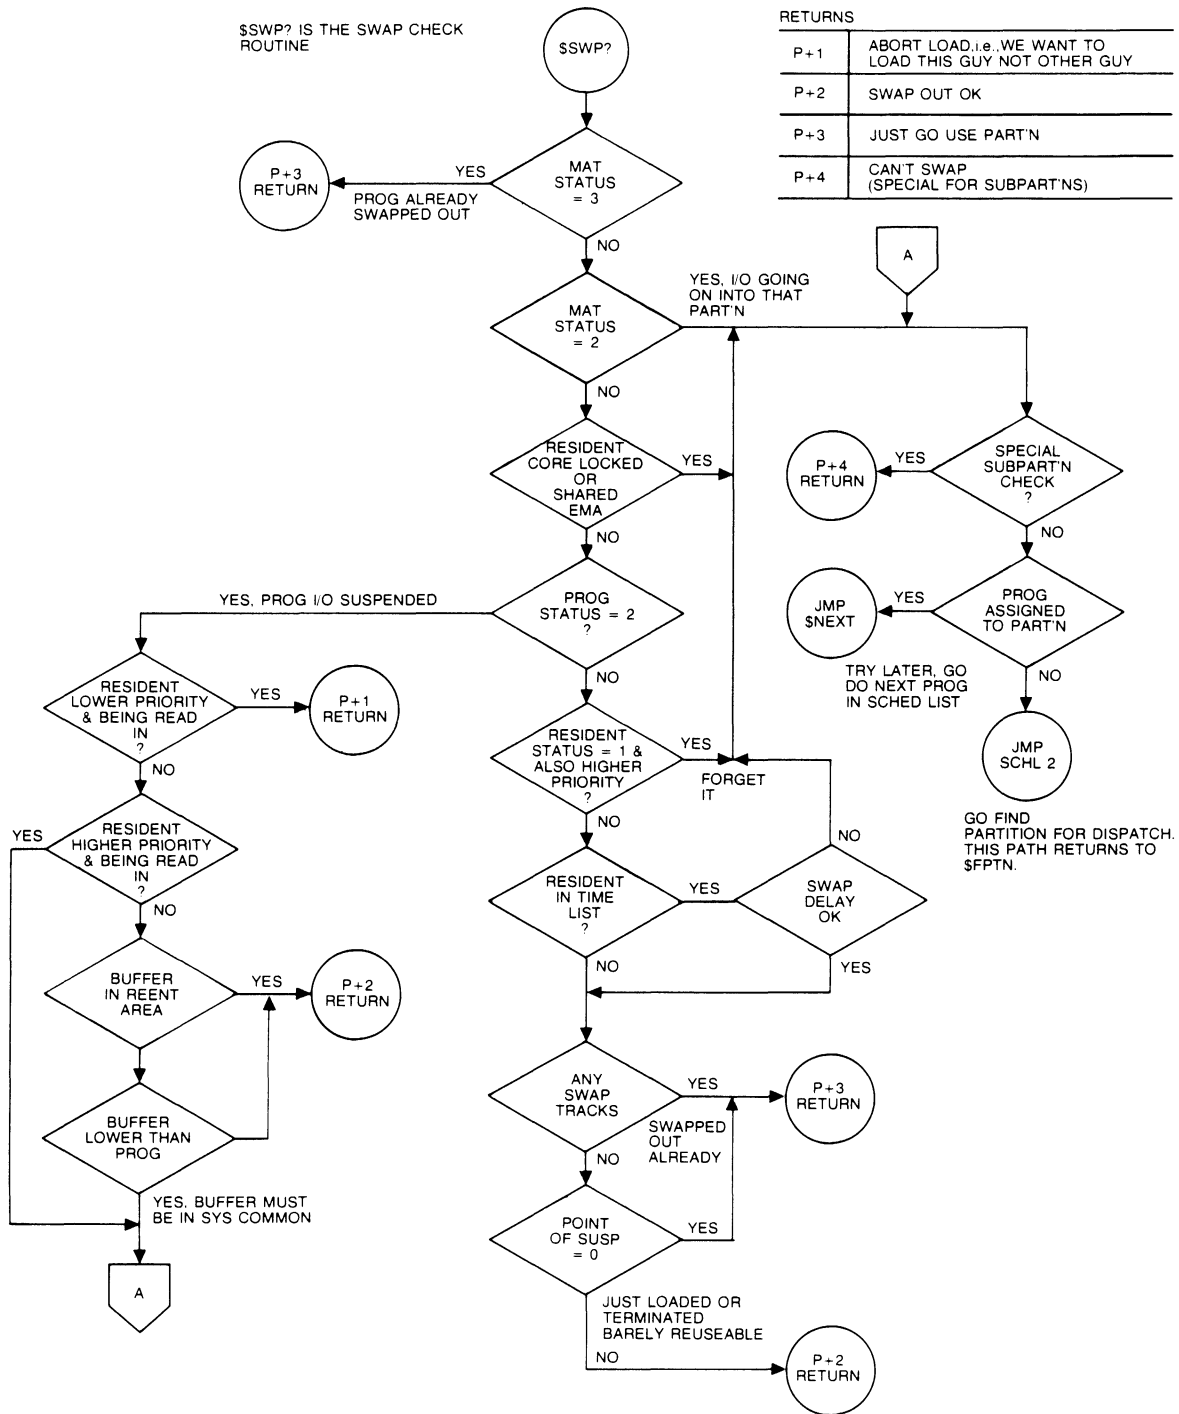 $SWP? IS THE SWAP CHECK
ROUTINE
$SWP?
RETURNS
P+1
ABORT LOAD,i.e.,WE WANT TO
LOAD THIS GUY NOT OTHER GUY
P+2
SWAP OUT OK
P+3
JUST GO USE PART'N
P+4
CAN'T SWAP
(SPECIAL FOR SUBPART'NS)
MAT
STATUS
= 3
YES
PROG ALREADY
SWAPPED OUT
P+3
RETURN
NO
MAT
STATUS
= 2
YES, I/O GOING
ON INTO THAT
PART'N
A
NO
RESIDENT
CORE LOCKED
OR
SHARED
EMA
YES
NO
SPECIAL
SUBPART'N
CHECK
?
YES
P+4
RETURN
NO
PROG
ASSIGNED
TO PART'N
YES
JMP
$NEXT
TRY LATER, GO
DO NEXT PROG
IN SCHED LIST
NO
JMP
SCHL 2
GO FIND
PARTITION FOR DISPATCH.
THIS PATH RETURNS TO
$FPTN.
PROG
STATUS = 2
?
YES, PROG I/O SUSPENDED
NO
RESIDENT
LOWER PRIORITY
& BEING READ
IN
?
YES
P+1
RETURN
NO
RESIDENT
HIGHER PRIORITY
& BEING READ
IN
?
YES
NO
BUFFER
IN REENT
AREA
YES
P+2
RETURN
BUFFER
LOWER THAN
PROG
YES, BUFFER MUST
BE IN SYS COMMON
A
RESIDENT
STATUS = 1 &
ALSO HIGHER
PRIORITY
?
YES
FORGET
IT
NO
RESIDENT
IN TIME
LIST
?
YES
SWAP
DELAY
OK
NO
YES
NO
ANY
SWAP
TRACKS
YES
SWAPPED
OUT
ALREADY
P+3
RETURN
NO
POINT
OF SUSP
= 0
YES
JUST LOADED OR
TERMINATED
BARELY REUSEABLE
NO
P+2
RETURN